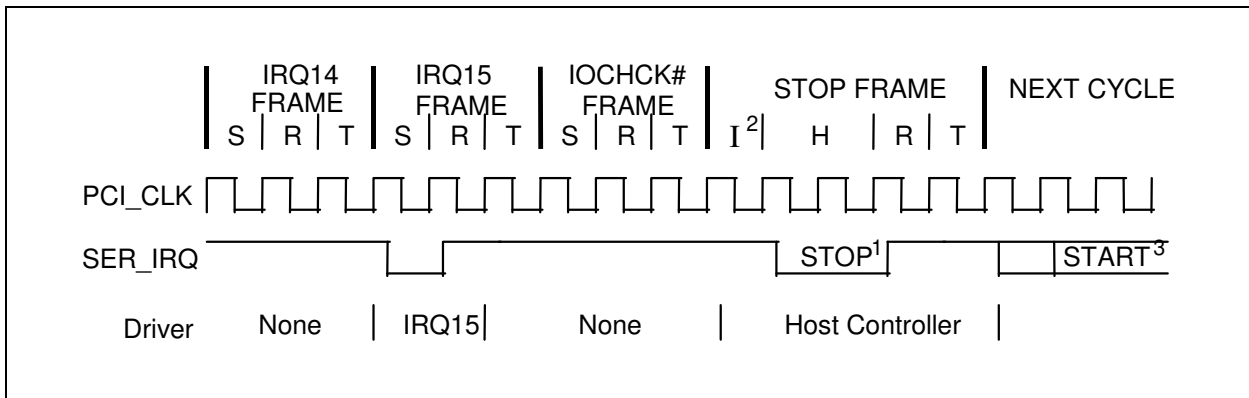 IRQ14 IRQ15 IOCHCK#
FRAME FRAME FRAME STOP FRAME NEXT CYCLE
S R T S R T S R T I2 H R T
PCI_CLK
SER_IRQ STOP1 START3
Driver None IRQ15 None Host Controller